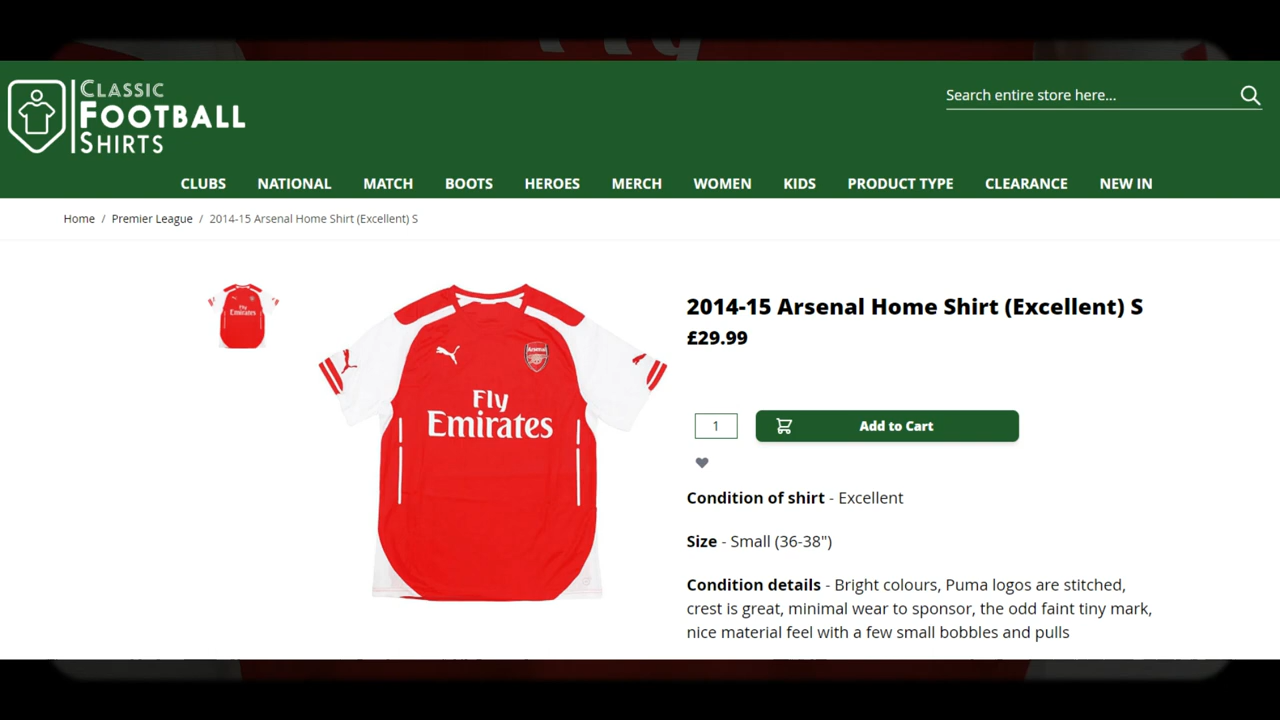 CLASSIC
FOOTBALL
SHIRTS
Search entire store here...
CLUBS NATIONAL MATCH BOOTS HEROES MERCH WOMEN KIDS PRODUCT TYPE CLEARANCE NEW IN
Home / Premier League / 2014-15 Arsenal Home Shirt (Excellent) S
Fly
Emirates
Arsenal
Fly
Emirates
2014-15 Arsenal Home Shirt (Excellent) S
£29.99
1 Add to Cart
Condition of shirt - Excellent
Size - Small (36-38")
Condition details - Bright colours, Puma logos are stitched,
crest is great, minimal wear to sponsor, the odd faint tiny mark,
nice material feel with a few small bobbles and pulls